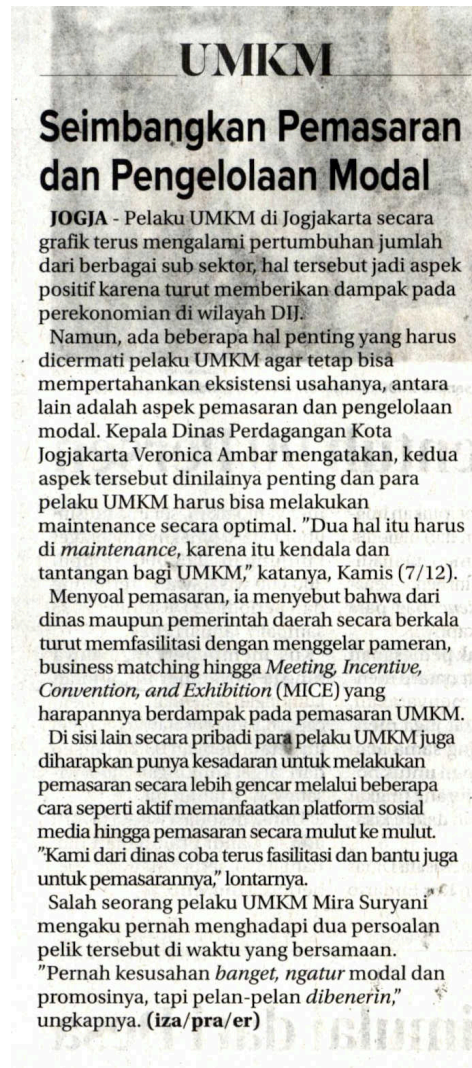 UMKM
Seimbangkan Pemasaran
dan Pengelolaan Modal
JOGJA - Pelaku UMKM di Jogjakarta secara
grafik terus mengalami pertumbuhan jumlah
dari berbagai sub sektor, hal tersebut jadi aspek
positif karena turut memberikan dampak pada
perekonomian di wilayah DIJ.
Namun, ada beberapa hal penting yang harus
dicermati pelaku UMKM agar tetap bisa
mempertahankan eksistensi usahanya, antara
lain adalah aspek pemasaran dan pengelolaan
modal. Kepala Dinas Perdagangan Kota
Jogjakarta Veronica Ambar mengatakan, kedua
aspek tersebut dinilainya penting dan para
pelaku UMKM harus bisa melakukan
maintenance secara optimal. "Dua hal itu harus
di maintenance, karena itu kendala dan
tantangan bagi UMKM," katanya, Kamis (7/12).
Menyoal pemasaran, ia menyebut bahwa dari
dinas maupun pemerintah daerah secara berkala
turut memfasilitasi dengan menggelar pameran,
business matching hingga Meeting, Incentive,
Convention, and Exhibition (MICE) yang
harapannya berdampak pada pemasaran UMKM.
Di sisi lain secara pribadi para pelaku UMKM juga
diharapkan punya kesadaran untuk melakukan
pemasaran secara lebih gencar melalui beberapa
cara seperti aktif memanfaatkan platform sosial
media hingga pemasaran secara mulut ke mulut.
"Kami dari dinas coba terus fasilitasi dan bantu juga
untuk pemasarannya," lontarnya.
Salah seorang pelaku UMKM Mira Suryani
mengaku pernah menghadapi dua persoalan
pelik tersebut di waktu yang bersamaan.
"Pernah kesusahan banget, ngatur modal dan
promosinya, tapi pelan-pelan dibenerin,"
ungkapnya. (iza/pra/er)